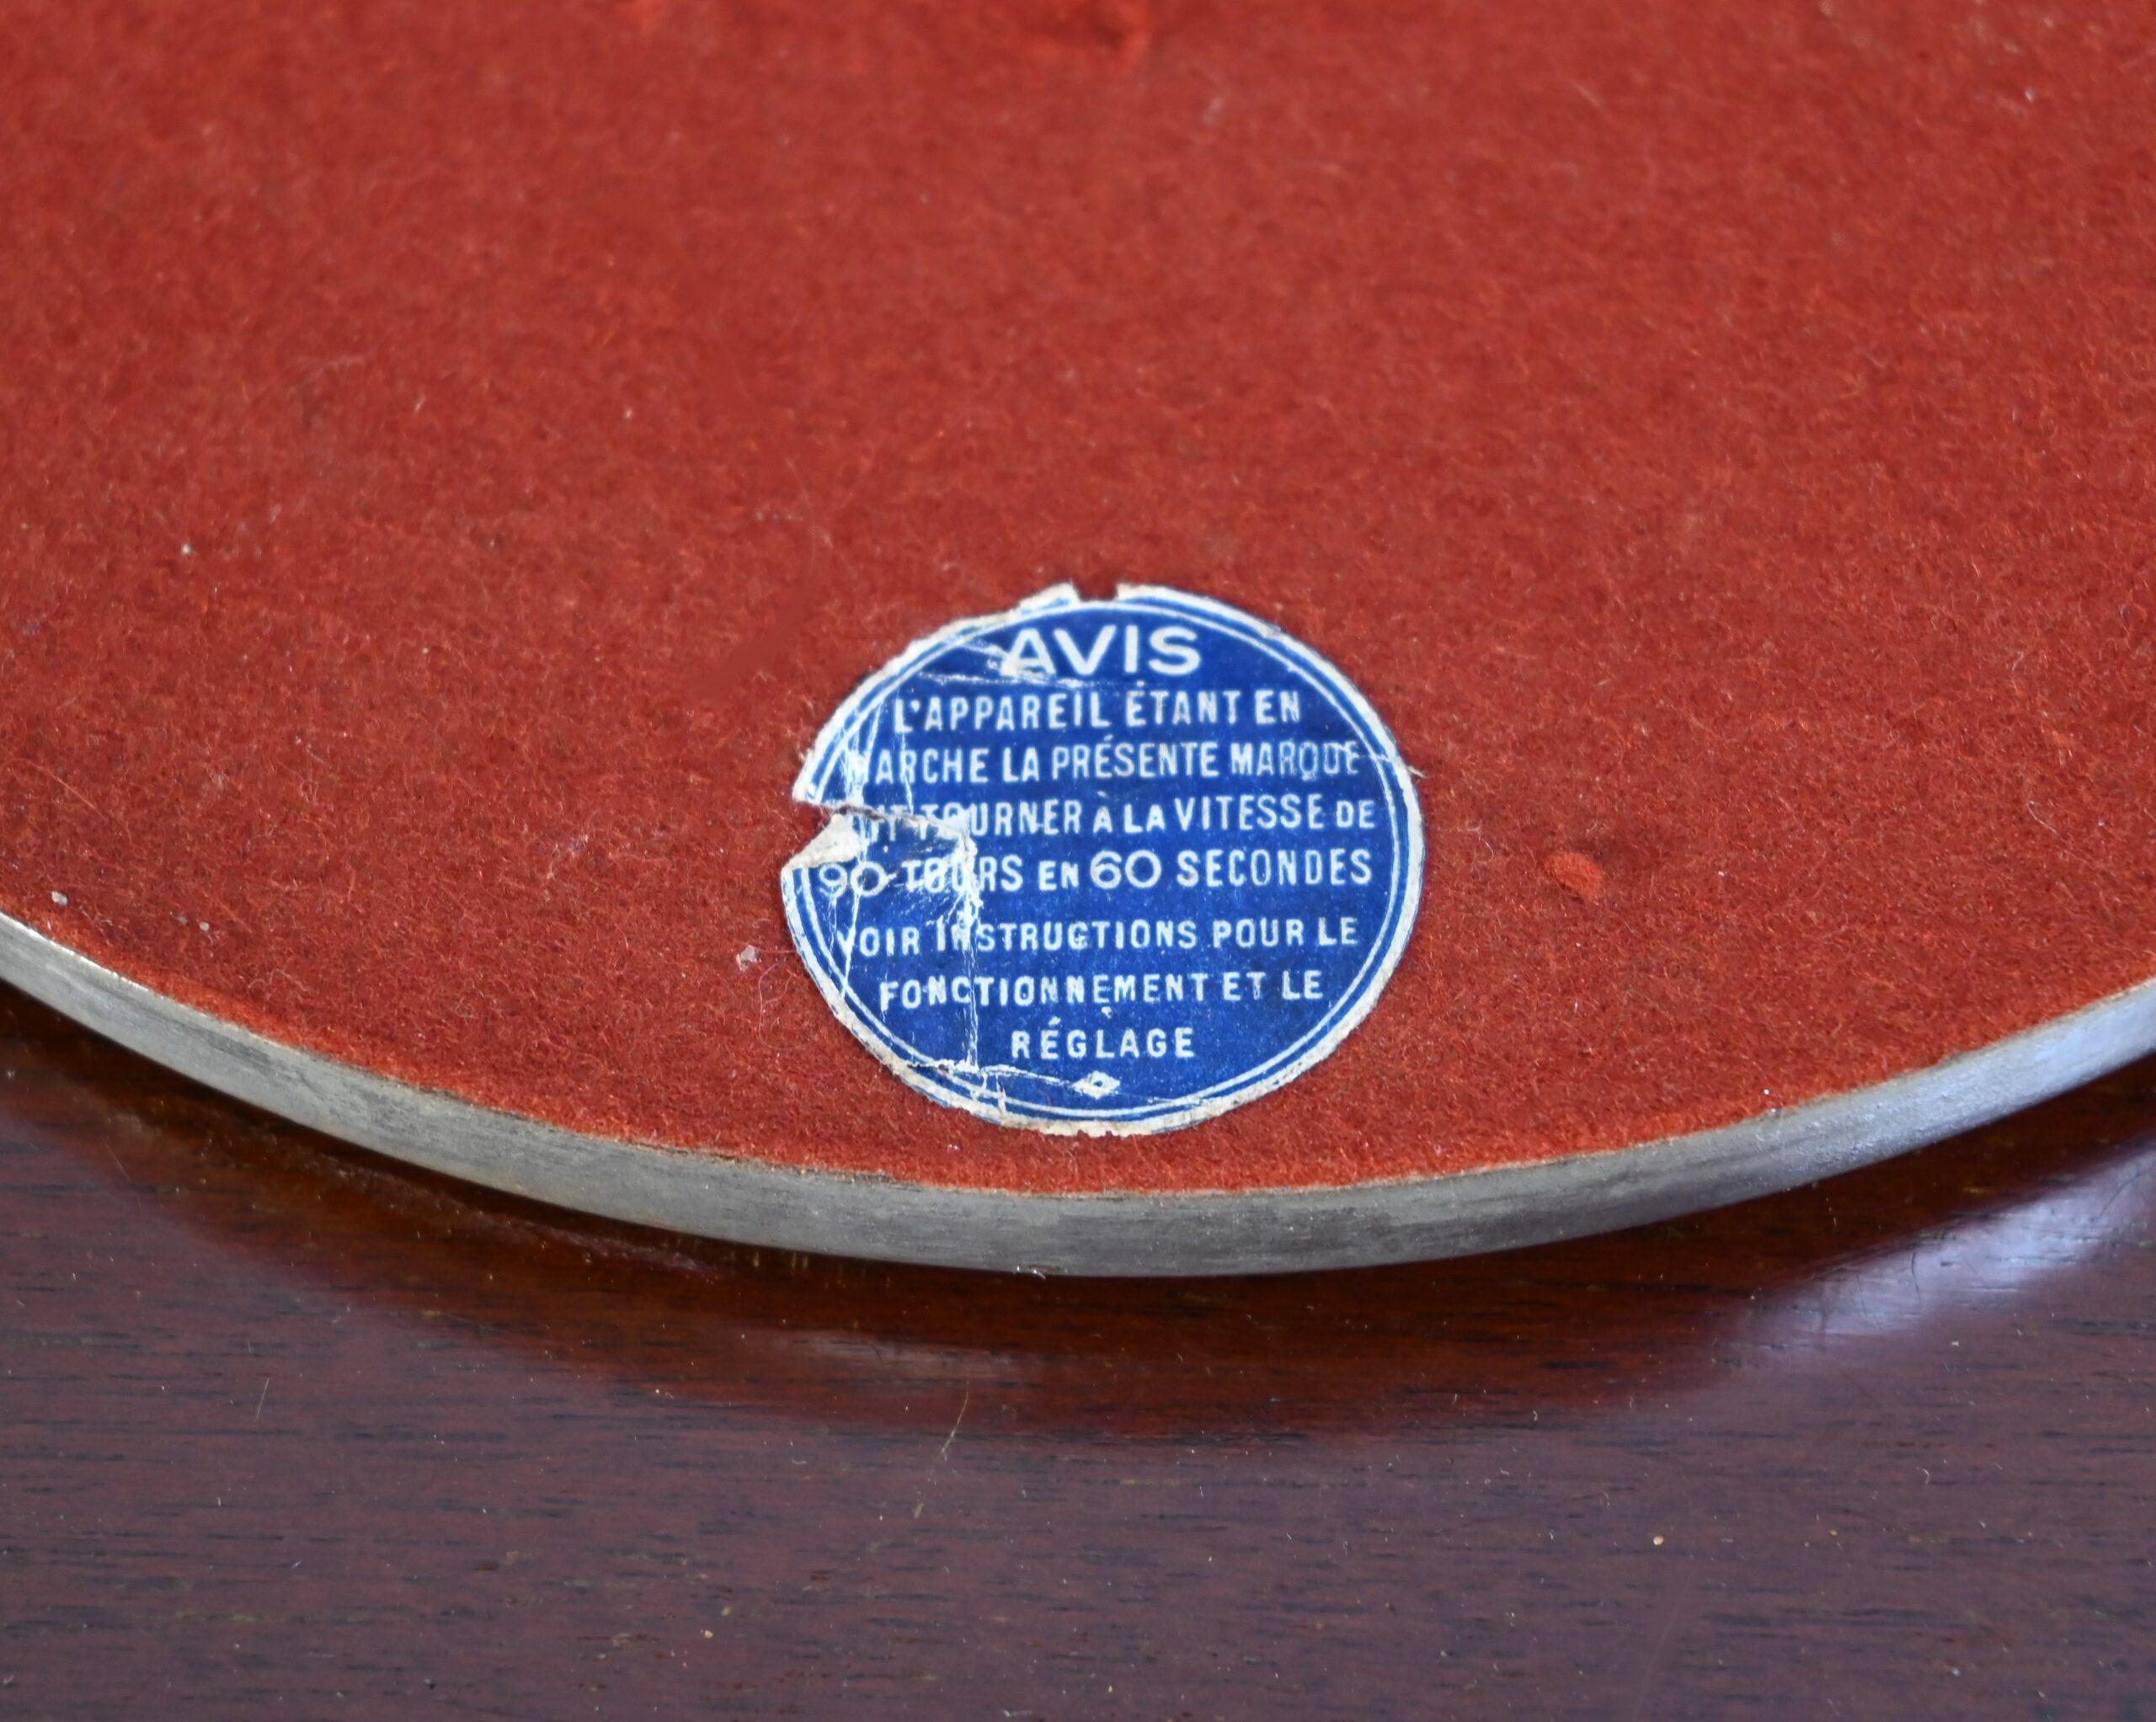 AVIS
L'APPAREIL ÉTANT EN
MARCHE LA PRÉSENTE MARQUE
TOURNER À LA VITESSE DE
90 TOURS EN 60 SECONDES
VOIR INSTRUCTIONS POUR LE
FONCTIONNEMENT ET LE
RÉGLAGE